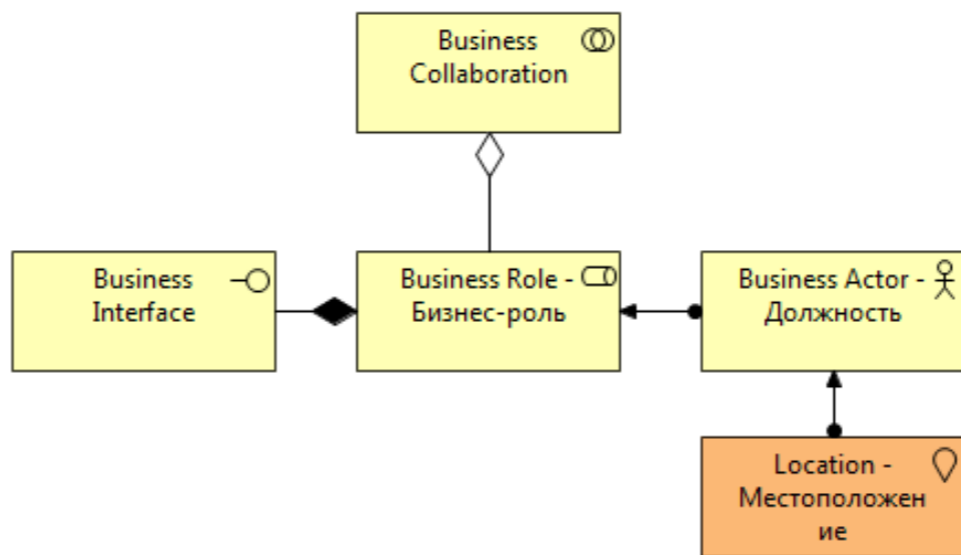 Business
Collaboration
Business
Interface
Business Role -
Бизнес-роль
Business Actor -
Должность
Location -
Местоположен
ие